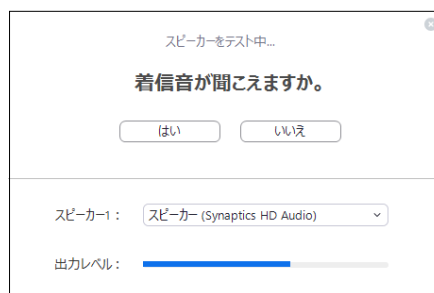 スピーカーをテスト中...
着信音が聞こえますか。
はい
いいえ
スピーカー1：
スピーカー (Synaptics HD Audio)
出力レベル：